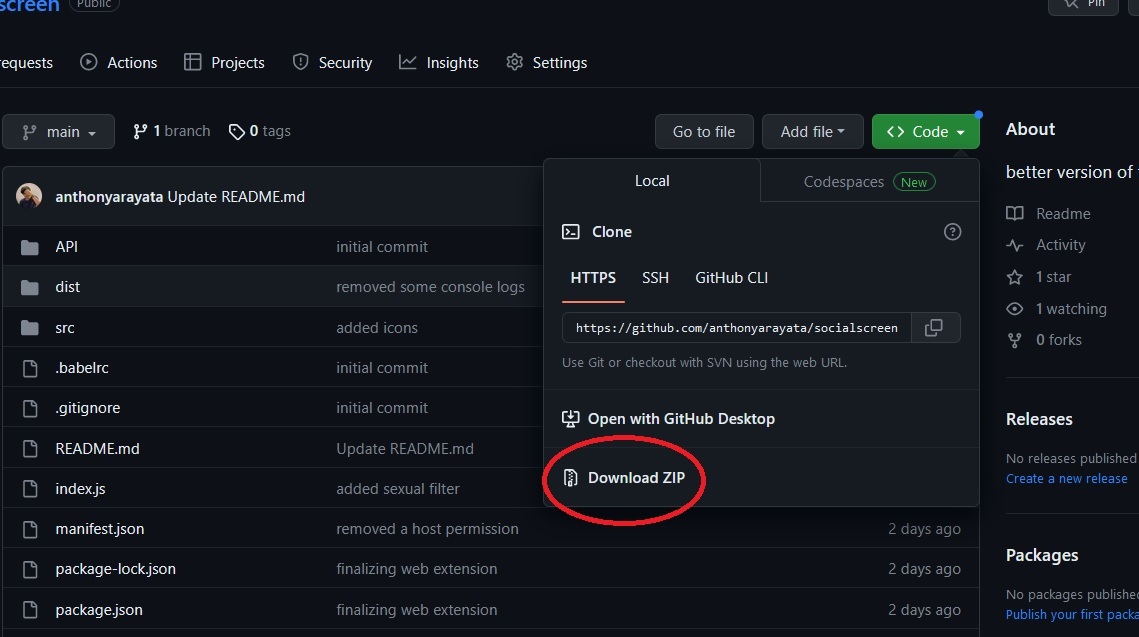 screen Public
Pin
requests Actions Projects Security Insights Settings
main 1 branch 0 tags Go to file Add file <> Code
About
better version of
anthonyarayata Update README.md
Local Codespaces New
Readme
Clone
Activity
API initial commit
HTTPS SSH GitHub CLI
1 star
dist removed some console logs
1 watching
src added icons
https://github.com/anthonyarayata/socialscreen
0 forks
.babelrc initial commit
Use Git or checkout with SVN using the web URL.
.gitignore initial commit
Open with GitHub Desktop
Releases
README.md Update README.md
No releases published
Download ZIP
Create a new release
index.js added sexual filter
manifest.json removed a host permission 2 days ago
Packages
package-lock.json finalizing web extension 2 days ago
No packages published
package.json finalizing web extension 2 days ago
Publish your first packa